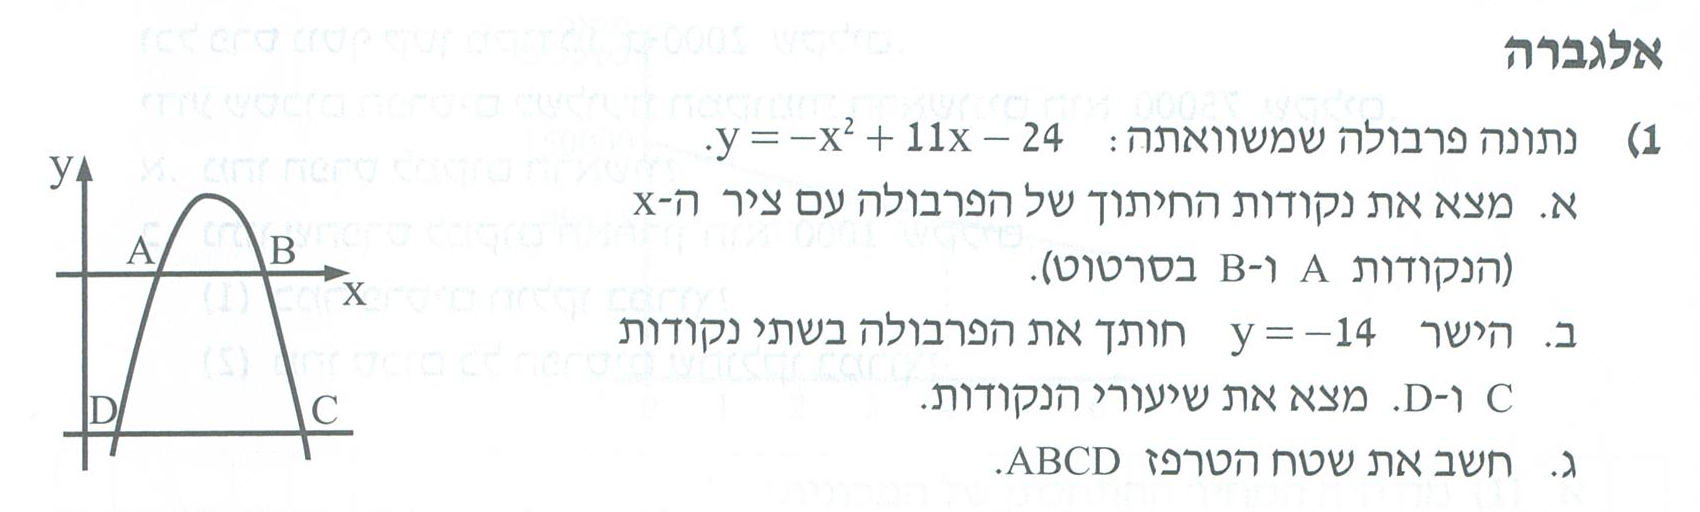 אלגברה
1) נתונה פרבולה שמשוואתה: y = −x² + 11x − 24.
א. מצא את נקודות החיתוך של הפרבולה עם ציר ה-x
(הנקודות A ו-B בסרטוט).
ב. הישר y = −14 חותך את הפרבולה בשתי נקודות
C ו-D. מצא את שיעורי הנקודות.
ג. חשב את שטח הטרפז ABCD.
y
A B
x
D C